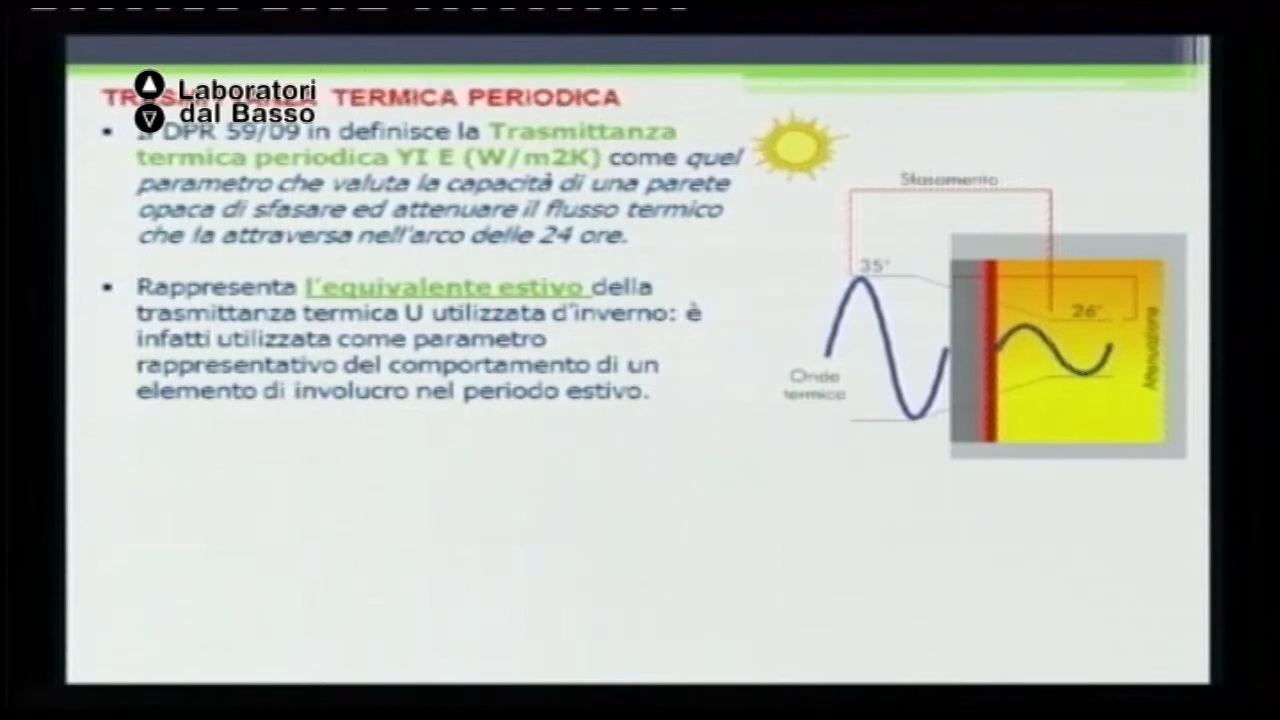 Laboratori
dal Basso
TERMICA PERIODICA
DPR 59/09 in definisce la Trasmittanza
termica periodica YI E (W/m2K) come quel
parametro che valuta la capacità di una parete
opaca di sfasare ed attenuare il flusso termico
che la attraversa nell'arco delle 24 ore.
• Rappresenta l'equivalente estivo della
trasmittanza termica U utilizzata d'inverno: è
infatti utilizzata come parametro
rappresentativo del comportamento di un
elemento di involucro nel periodo estivo.
Sfasamento
35°
26°
Onda
termica
Attenuazione